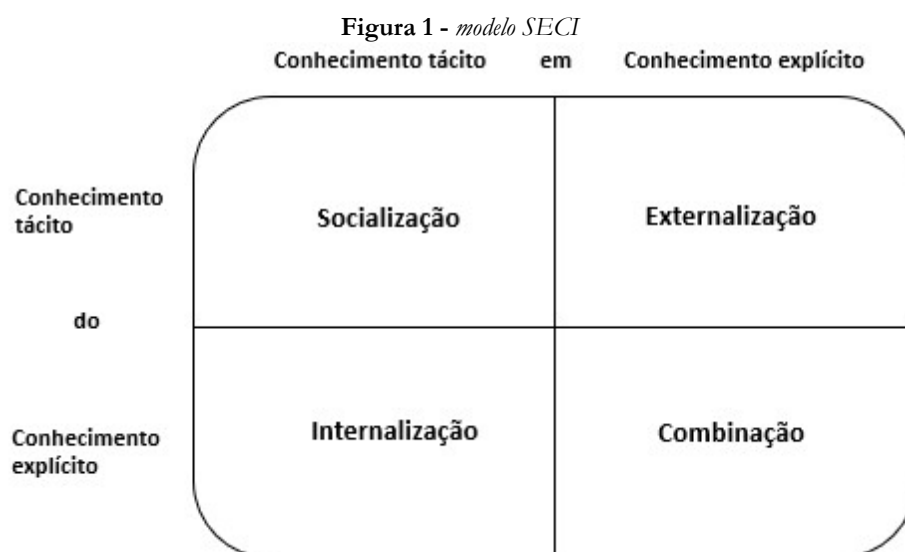 Figura 1 - modelo SECI
Conhecimento tácito em Conhecimento explícito
Conhecimento
tácito
Socialização
Externalização
do
Conhecimento
explícito
Internalização
Combinação